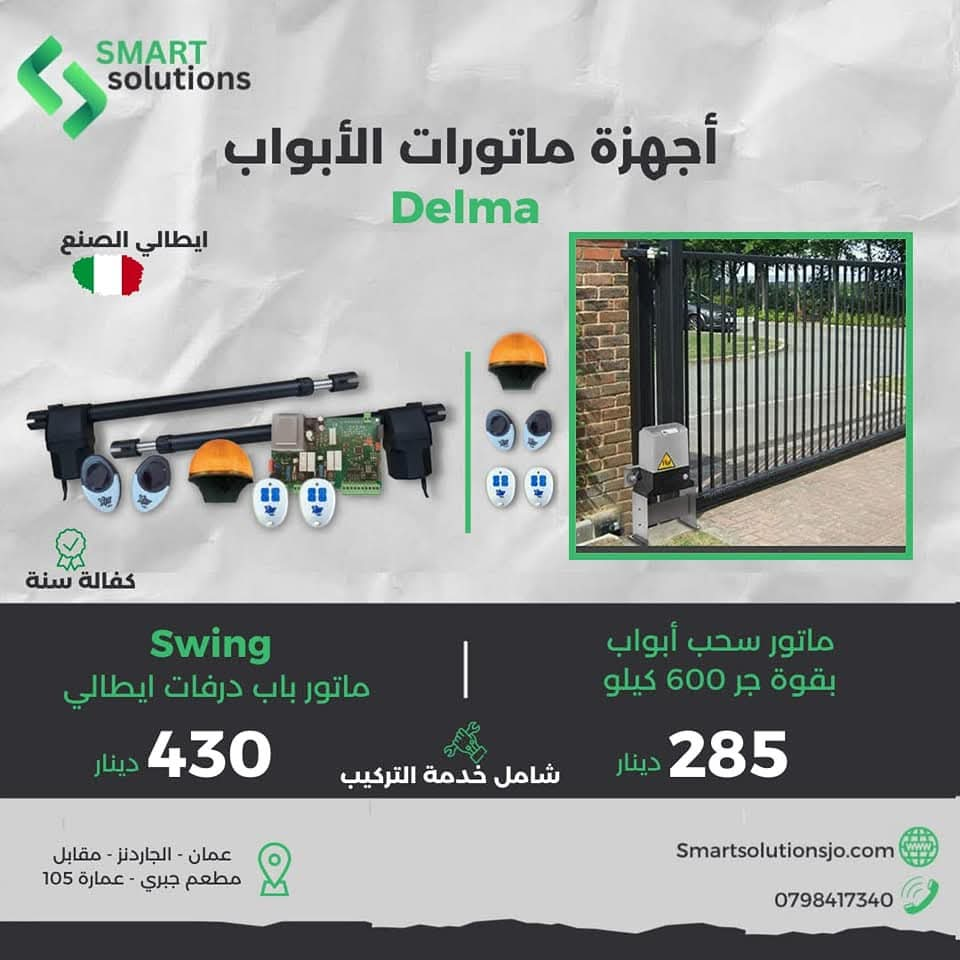 SMART
solutions
أجهزة ماتورات الأبواب
Delma
ايطالي الصنع
كفالة سنة
ماتور سحب أبواب
بقوة جر 600 كيلو
285 دينار
Swing
ماتور باب درفات ايطالي
430 دينار
شامل خدمة التركيب
Smartsolutionsjo.com
www
0798417340
عمان - الجاردنز - مقابل
مطعم جبري - عمارة 105